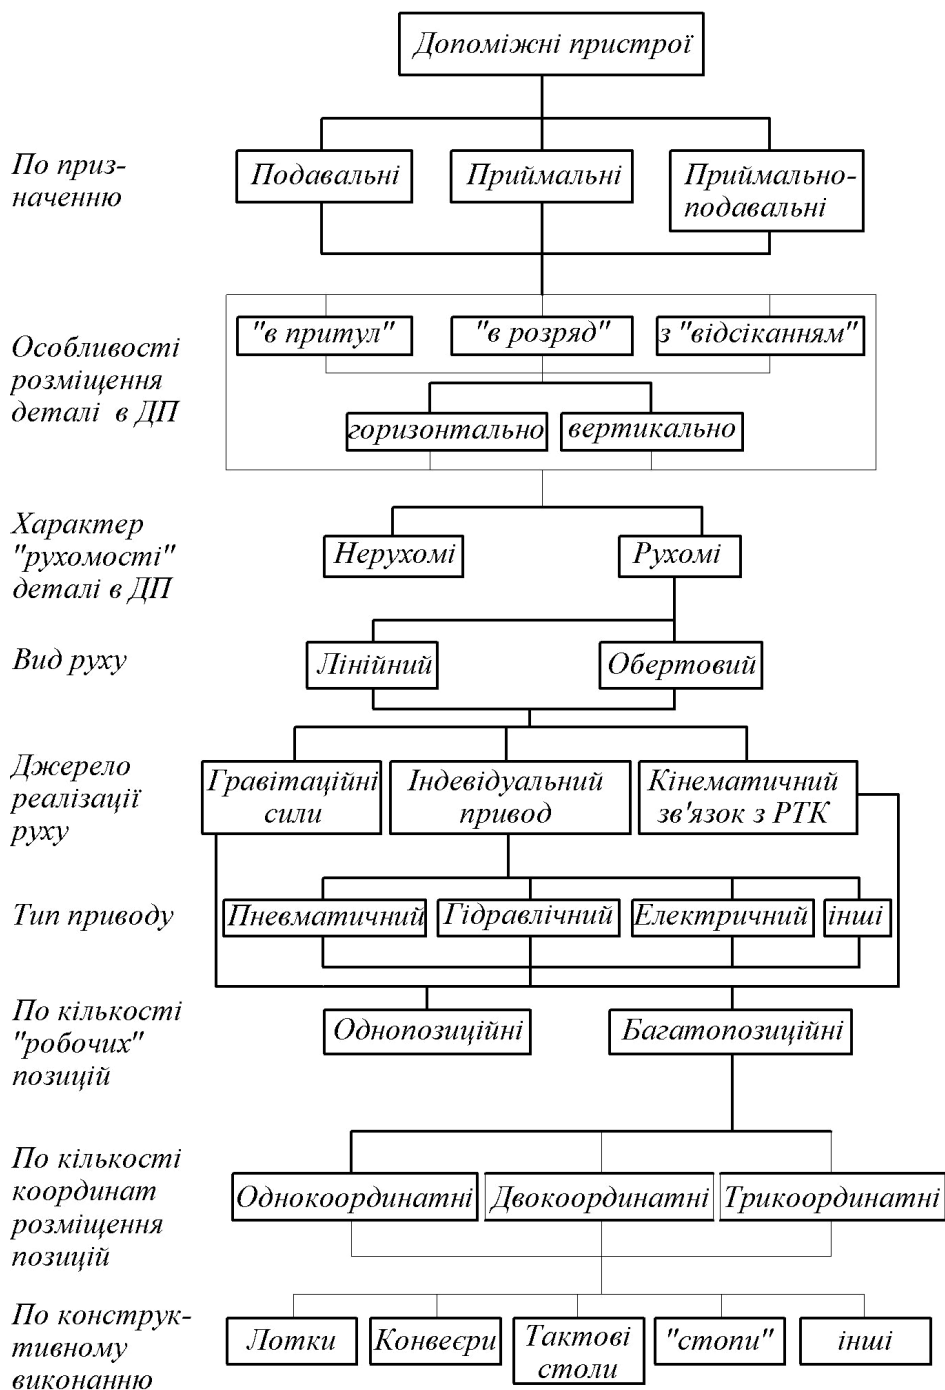 Допоміжні пристрої
По приз-
наченню
Подавальні
Приймальні
Приймально-
подавальні
Особливості
розміщення
деталі в ДП
"в притул"
"в розряд"
з "відсіканням"
горизонтально
вертикально
Характер
"рухомості"
деталі в ДП
Нерухомі
Рухомі
Вид руху
Лінійний
Обертовий
Джерело
реалізації
руху
Гравітаційні
сили
Індевідуальний
привод
Кінематичний
зв'язок з РТК
Тип приводу
Пневматичний
Гідравлічний
Електричний
інші
По кількості
"робочих"
позицій
Однопозиційні
Багатопозиційні
По кількості
координат
розміщення
позицій
Однокоординатні
Двокоординатні
Трикоординатні
По конструк-
тивному
виконанню
Лотки
Конвеєри
Тактові
столи
"стопи"
інші